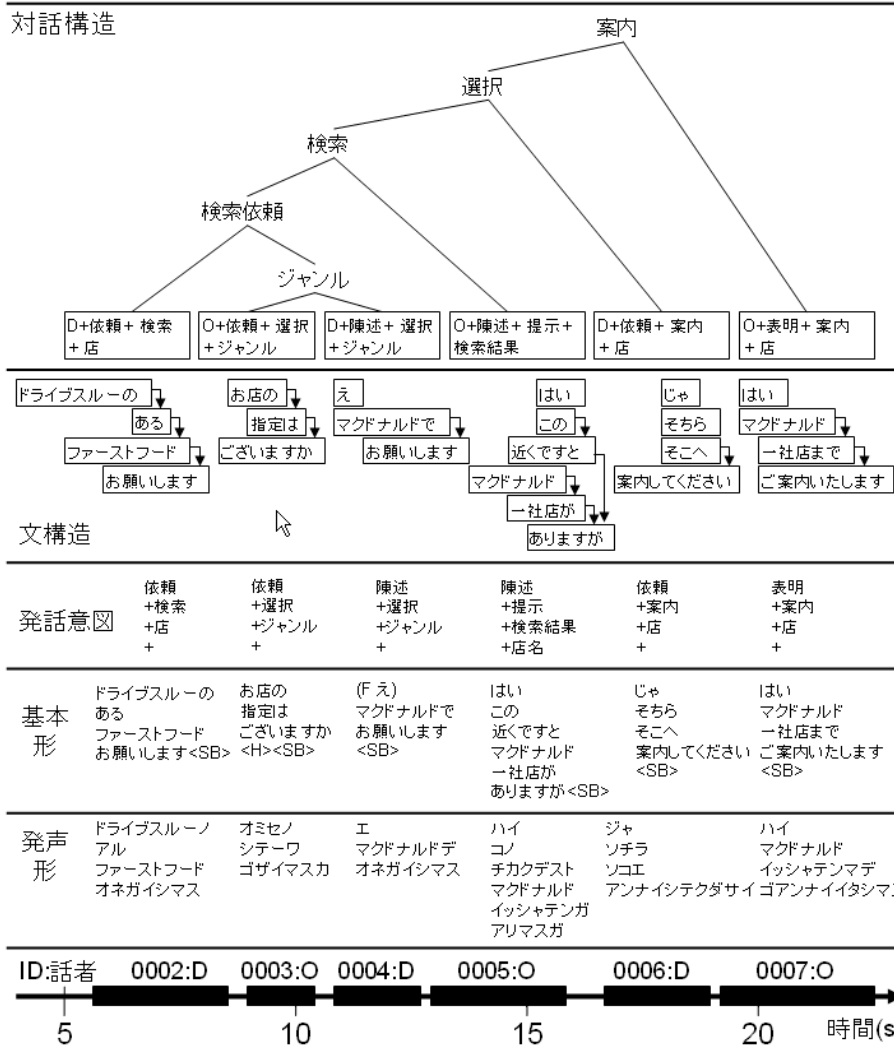 対話構造
案内
選択
検索
検索依頼
ジャンル
D+依頼+ 検索
+ 店
O+依頼+ 選択
+ジャンル
D+陳述+ 選択
+ジャンル
O+陳述+ 提示+
検索結果
D+依頼+ 案内
+ 店
O+表明+ 案内
+ 店
ドライブスルーの
ある
ファーストフード
お願いします
お店の
指定は
ございますか
え
マクドナルドで
お願いします
はい
この
近くですと
マクドナルド
一社店が
ありますが
じゃ
そちら
そこへ
案内してください
はい
マクドナルド
一社店まで
ご案内いたします
文構造
発話意図
依頼
+検索
+店
+
依頼
+選択
+ジャンル
+
陳述
+選択
+ジャンル
+
陳述
+提示
+検索結果
+店名
依頼
+案内
+店
+
表明
+案内
+店
+
基本
形
ドライブスルーの
ある
ファーストフード
お願いします<SB>
お店の
指定は
ございますか
<H><SB>
(F え)
マクドナルドで
お願いします
<SB>
はい
この
近くですと
マクドナルド
一社店が
ありますが<SB>
じゃ
そちら
そこへ
案内してください
<SB>
はい
マクドナルド
一社店まで
ご案内いたします
<SB>
発声
形
ドライブスルーノ
アル
ファーストフード
オネガイシマス
オミセノ
シテーワ
ゴザイマスカ
エ
マクドナルドデ
オネガイシマス
ハイ
コノ
チカクデスト
マクドナルド
イッシャテンガ
アリマスガ
ジャ
ソチラ
ソコエ
アンナイシテクダサイ
ハイ
マクドナルド
イッシャテンマデ
ゴアンナイイタシマ
ID:話者 0002:D 0003:O 0004:D 0005:O 0006:D 0007:O
5 10 15 20 時間(s